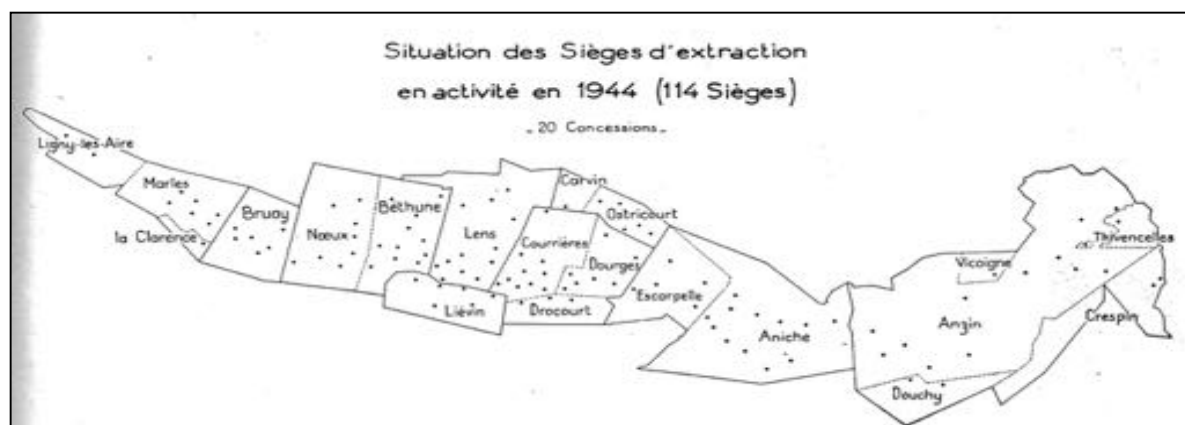 Situation des Sièges d'extraction
en activité en 1944 (114 Sièges)
_ 20 Concessions _
Ligny-les-Aire
Marles
la Clarence
Bruay
Nœux
Béthune
Lens
Liévin
Carvin
Ostricourt
Courrières
Dourges
Drocourt
Escarpelle
Aniche
Anzin
Vicoigne
Thivencelles
Crespin
Douchy